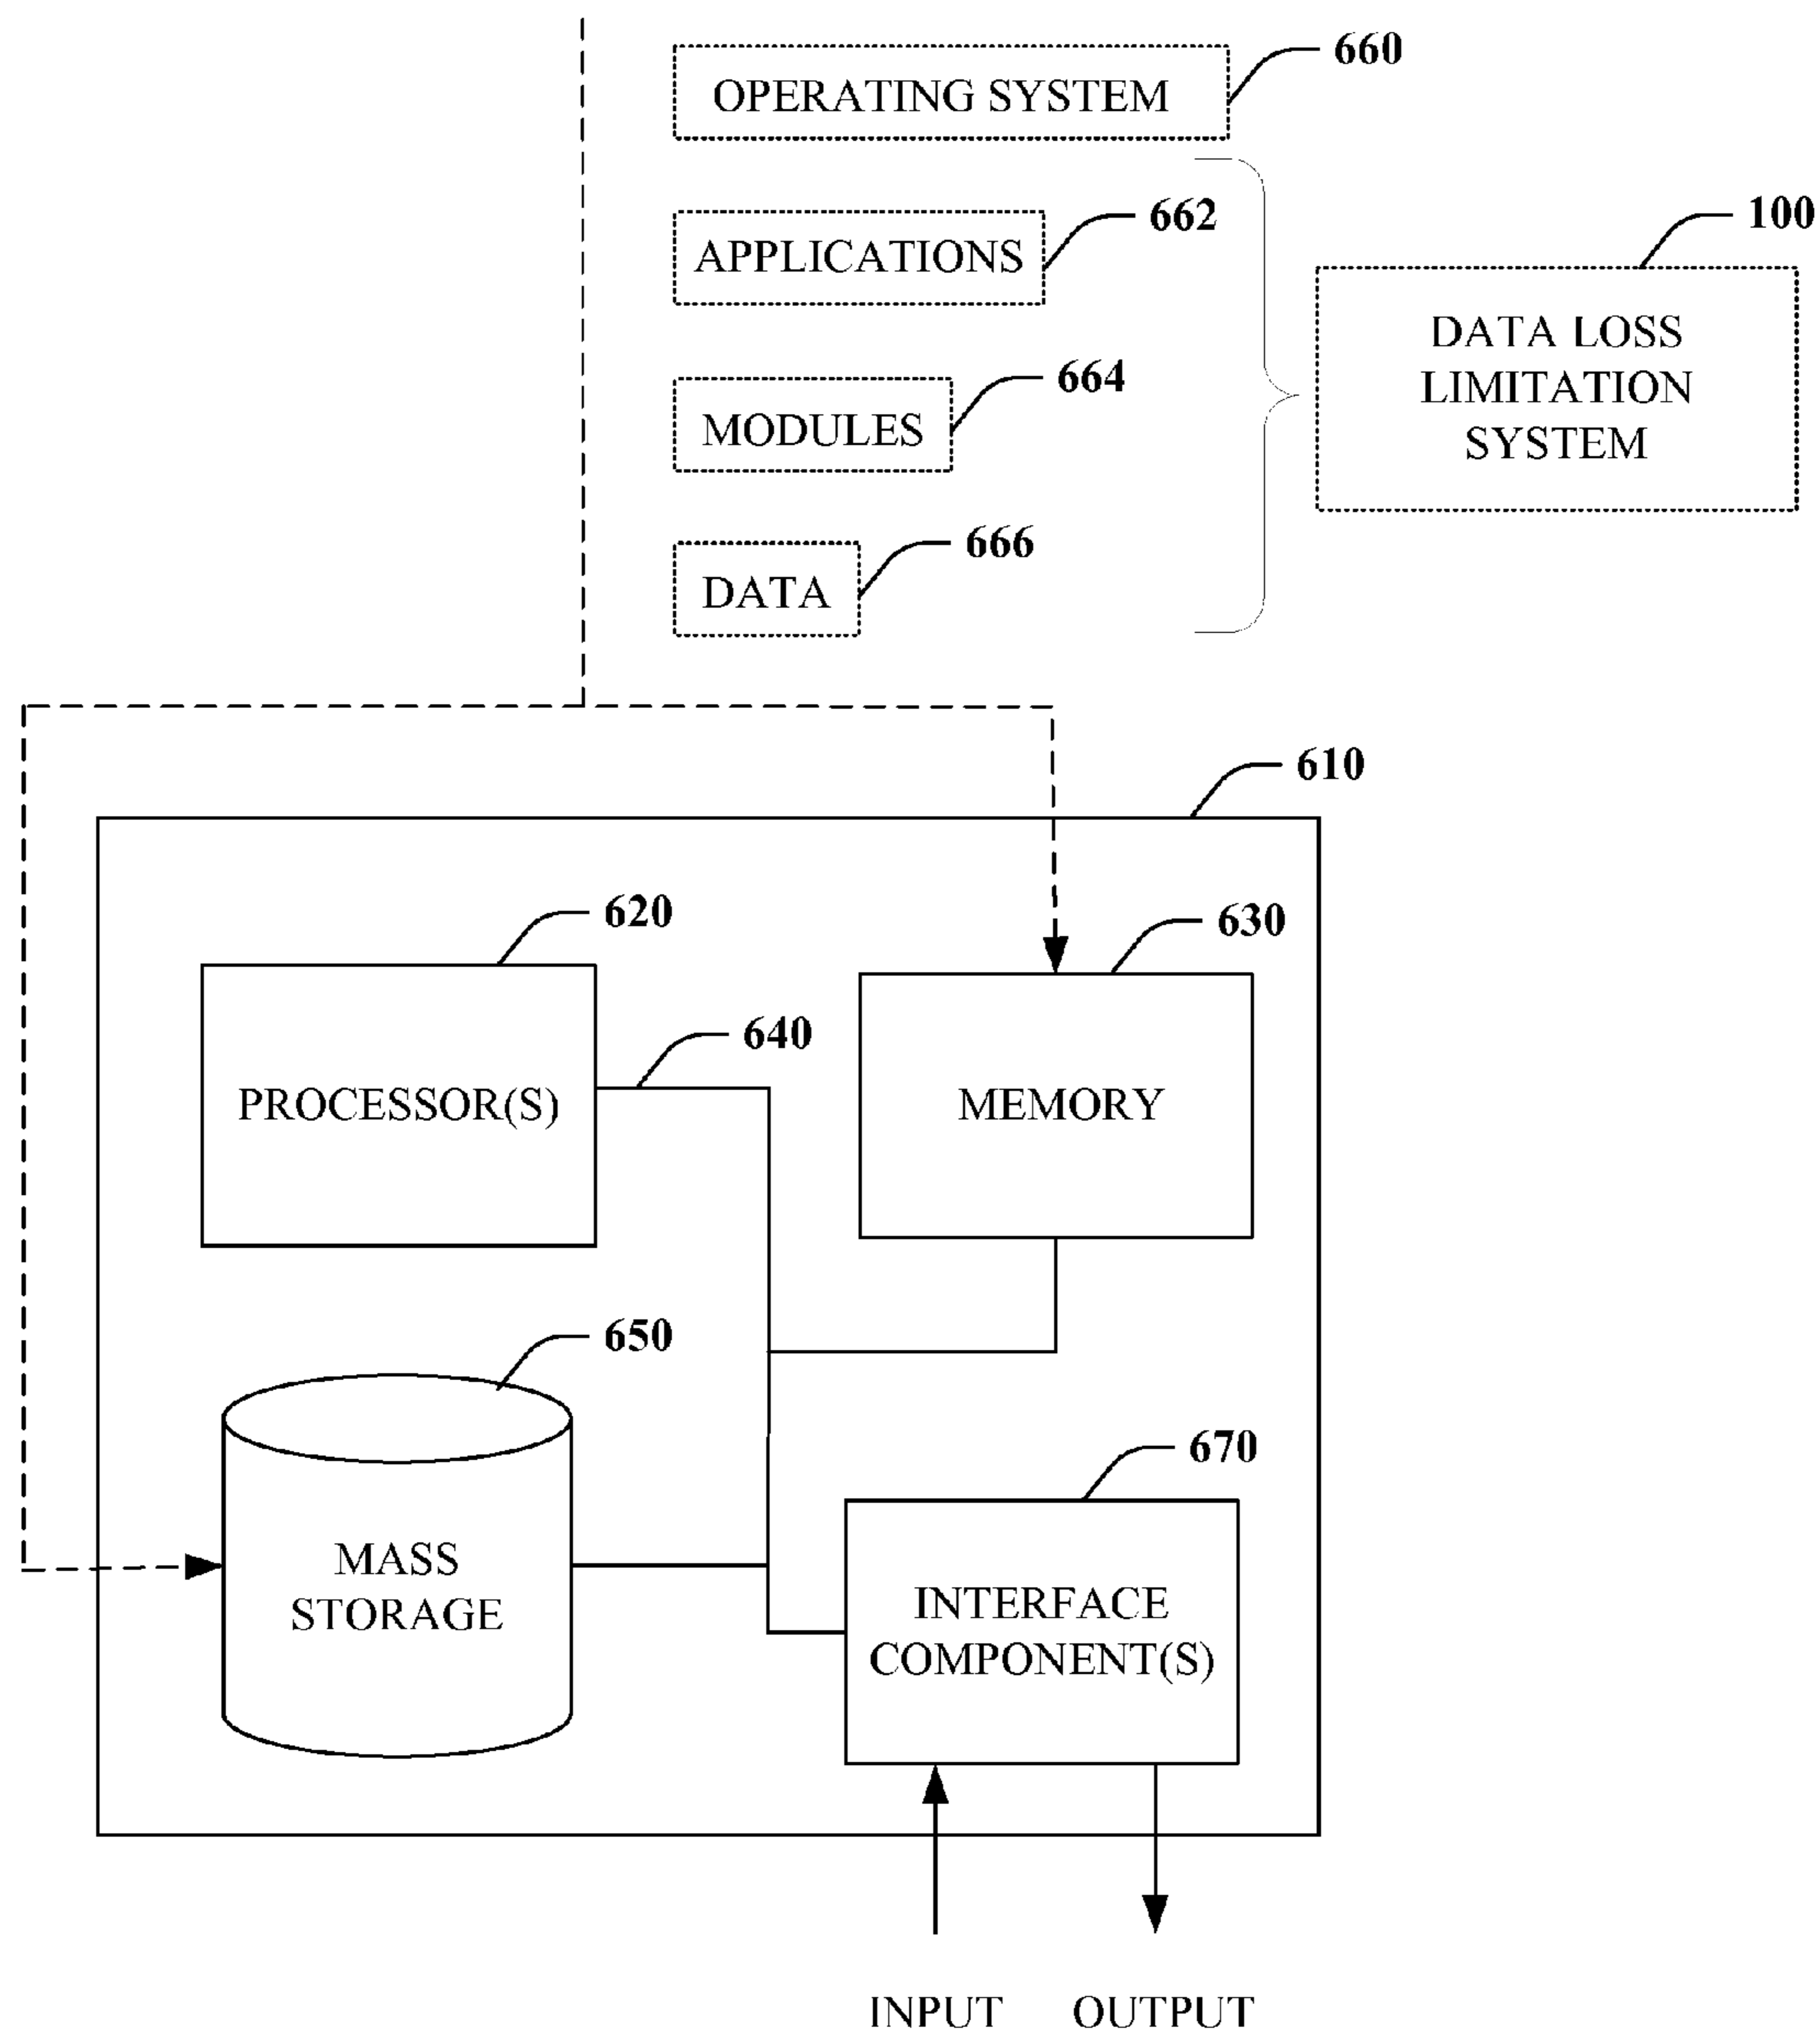 660
OPERATING SYSTEM
662
100
APPLICATIONS
DATA LOSS
LIMITATION
SYSTEM
664
MODULES
666
DATA
610
620
630
640
PROCESSOR(S)
MEMORY
650
670
MASS
STORAGE
INTERFACE
COMPONENT(S)
INPUT
OUTPUT